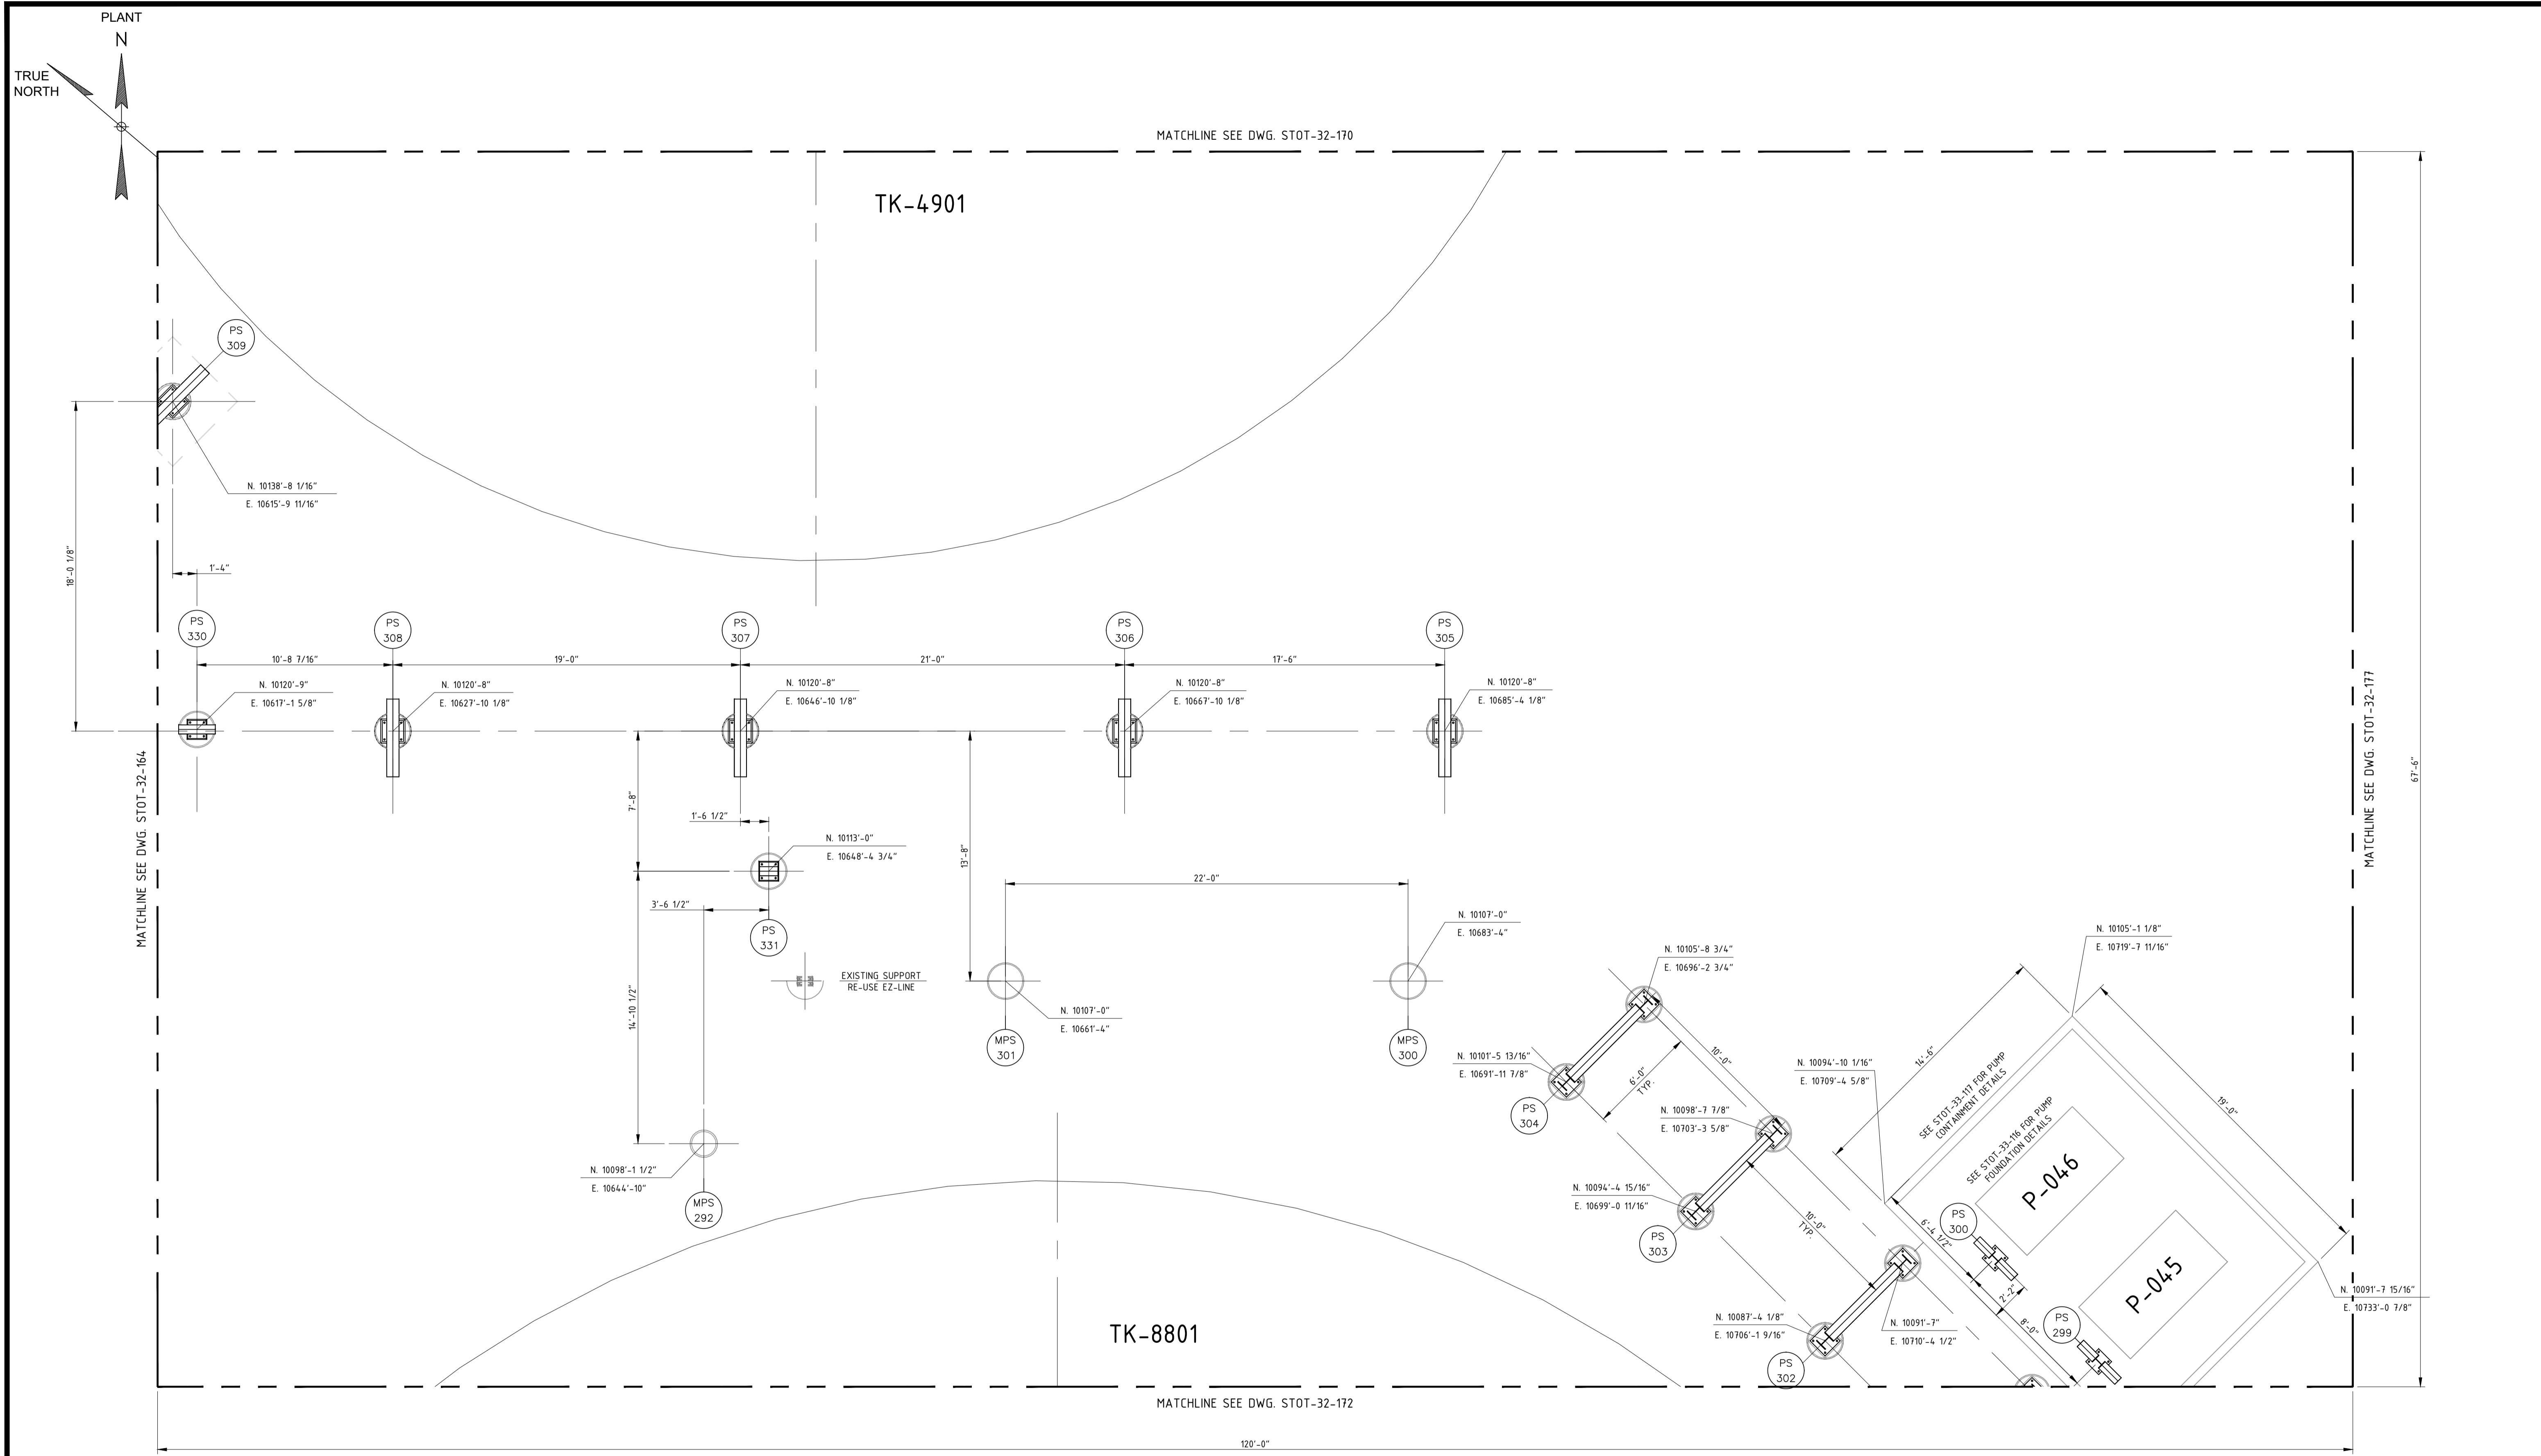 PLANT
N
TRUE
NORTH
MATCHLINE SEE DWG. STOT-32-170
TK-4901
PS
309
N. 10138'-8 1/16"
E. 10615'-9 11/16"
18'-0 1/8"
1'-4"
PS
330
PS
308
PS
307
PS
306
PS
305
10'-8 7/16"
19'-0"
21'-0"
17'-6"
N. 10120'-9"
E. 10617'-1 5/8"
N. 10120'-8"
E. 10627'-10 1/8"
N. 10120'-8"
E. 10646'-10 1/8"
N. 10120'-8"
E. 10667'-10 1/8"
N. 10120'-8"
E. 10685'-4 1/8"
MATCHLINE SEE DWG. STOT-32-164
MATCHLINE SEE DWG. STOT-32-177
67'-6"
7'-8"
1'-6 1/2"
13'-8"
N. 10113'-0"
E. 10648'-4 3/4"
22'-0"
3'-6 1/2"
PS
331
14'-10 1/2"
EXISTING SUPPORT
RE-USE EZ-LINE
N. 10107'-0"
E. 10661'-4"
MPS
301
N. 10107'-0"
E. 10683'-4"
MPS
300
N. 10098'-1 1/2"
E. 10644'-10"
MPS
292
N. 10105'-8 3/4"
E. 10696'-2 3/4"
N. 10101'-5 13/16"
E. 10691'-11 7/8"
PS
304
6'-0"
TYP.
10'-0"
N. 10098'-7 7/8"
E. 10703'-3 5/8"
N. 10094'-4 15/16"
E. 10699'-0 11/16"
PS
303
10'-0"
TYP.
N. 10087'-4 1/8"
E. 10706'-1 9/16"
PS
302
N. 10091'-7"
E. 10710'-4 1/2"
N. 10094'-10 1/16"
E. 10709'-4 5/8"
N. 10105'-1 1/8"
E. 10719'-7 11/16"
14'-6"
19'-0"
SEE STOT-33-117 FOR PUMP
CONTAINMENT DETAILS
SEE STOT-33-116 FOR PUMP
FOUNDATION DETAILS
P-046
P-045
PS
300
6'-4 1/2"
2'-2"
8'-0"
PS
299
N. 10091'-7 15/16"
E. 10733'-0 7/8"
TK-8801
MATCHLINE SEE DWG. STOT-32-172
120'-0"